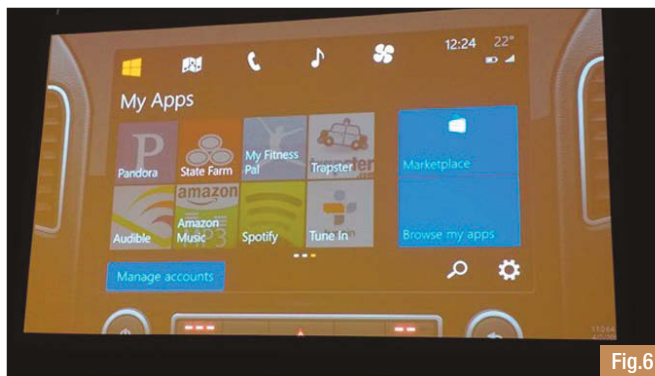 12:24 22°
My Apps
P
Pandora
State Farm
My Fitness
Pal
Trapster
Marketplace
Audible
amazon
Amazon
Music
MP3
Spotify
Tune In
Browse my apps
Manage accounts
Fig.6